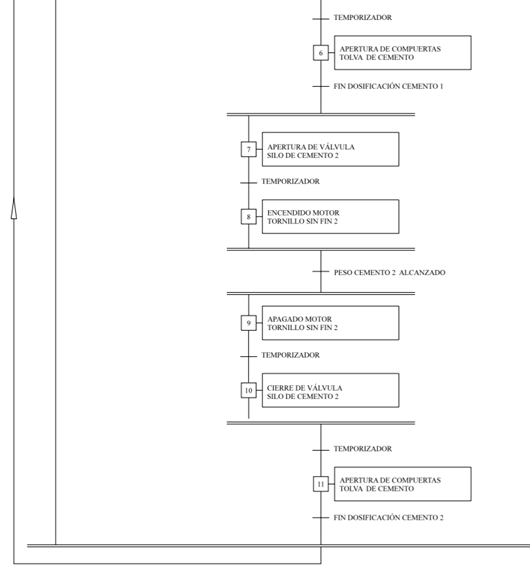 TEMPORIZADOR
6
APERTURA DE COMPUERTAS
TOLVA DE CEMENTO
FIN DOSIFICACIÓN CEMENTO 1
7
APERTURA DE VÁLVULA
SILO DE CEMENTO 2
TEMPORIZADOR
8
ENCENDIDO MOTOR
TORNILLO SIN FIN 2
PESO CEMENTO 2 ALCANZADO
9
APAGADO MOTOR
TORNILLO SIN FIN 2
TEMPORIZADOR
10
CIERRE DE VÁLVULA
SILO DE CEMENTO 2
TEMPORIZADOR
11
APERTURA DE COMPUERTAS
TOLVA DE CEMENTO
FIN DOSIFICACIÓN CEMENTO 2